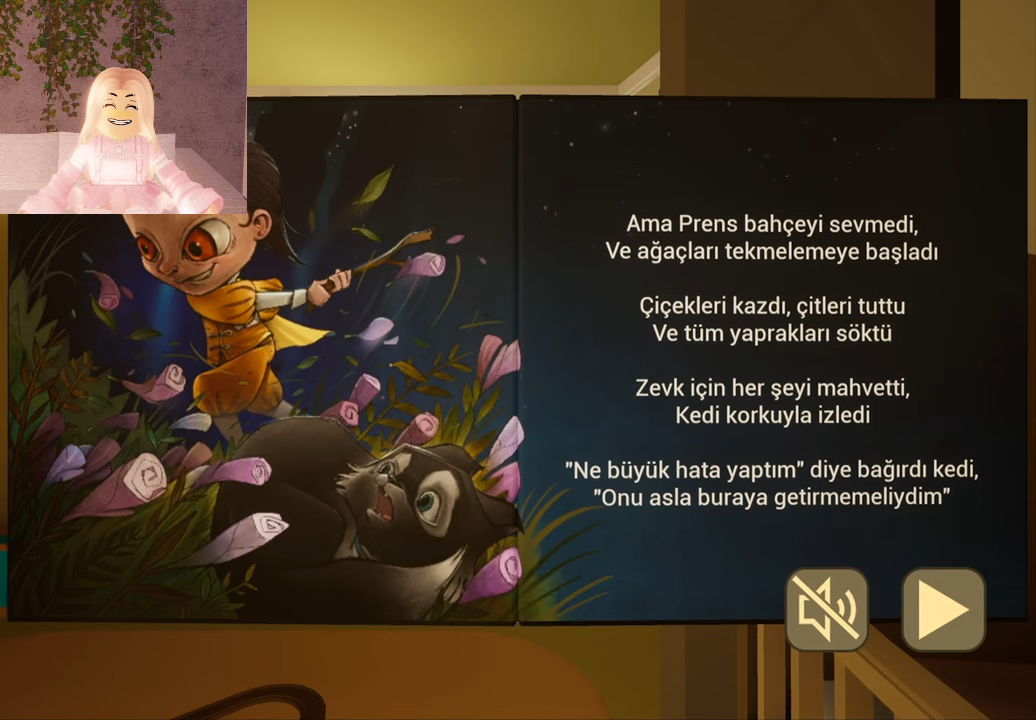 Ama Prens bahçeyi sevmedi,
Ve ağaçları tekmelemeye başladı
Çiçekleri kazdı, çitleri tuttu
Ve tüm yaprakları söktü
Zevk için her şeyi mahvetti,
Kedi korkuyla izledi
"Ne büyük hata yaptım" diye bağırdı kedi,
"Onu asla buraya getirmemeliydim"